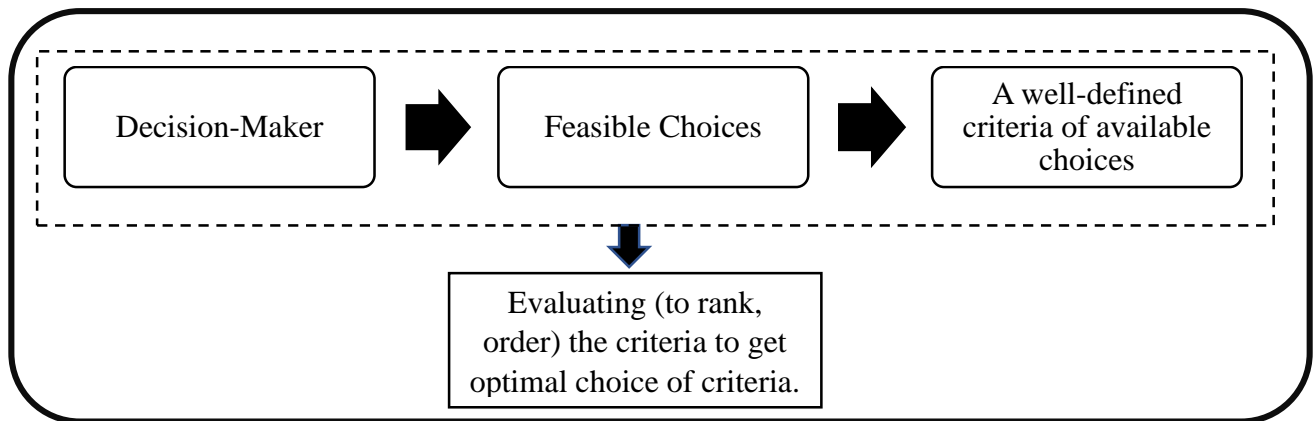 Decision-Maker
Feasible Choices
A well-defined
criteria of available
choices
Evaluating (to rank,
order) the criteria to get
optimal choice of criteria.